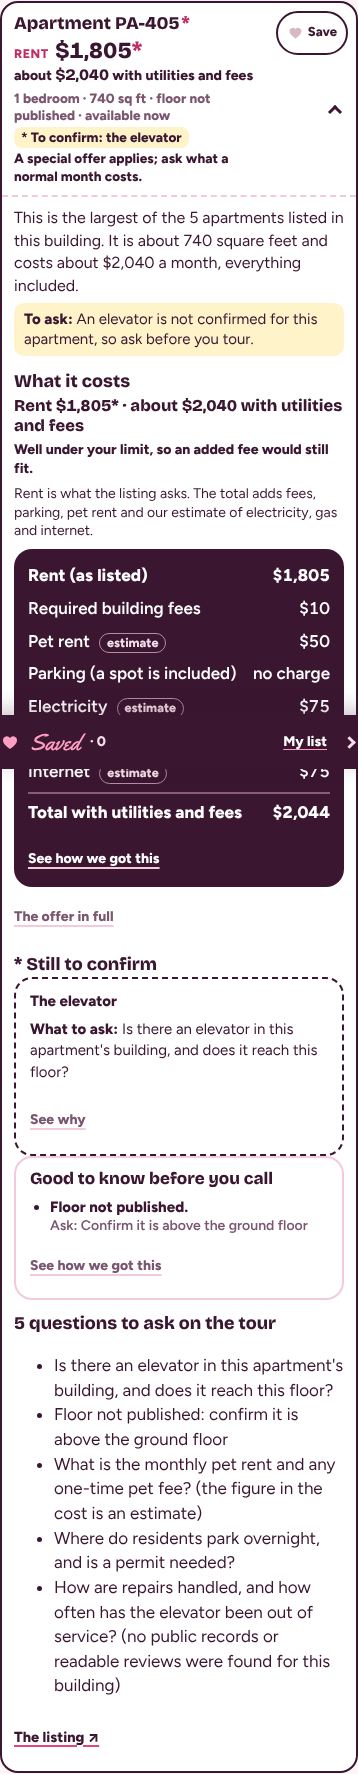 Apartment PA-405*
Save
RENT $1,805*
about $2,040 with utilities and fees
1 bedroom · 740 sq ft · floor not
published · available now
* To confirm: the elevator
A special offer applies; ask what a
normal month costs.
This is the largest of the 5 apartments listed in
this building. It is about 740 square feet and
costs about $2,040 a month, everything
included.
To ask: An elevator is not confirmed for this
apartment, so ask before you tour.
What it costs
Rent $1,805* · about $2,040 with utilities
and fees
Well under your limit, so an added fee would still
fit.
Rent is what the listing asks. The total adds fees,
parking, pet rent and our estimate of electricity, gas
and internet.
Rent (as listed) $1,805
Required building fees $10
Pet rent estimate $50
Parking (a spot is included) no charge
Electricity estimate $75
Saved · 0 My list
Internet estimate $75
Total with utilities and fees $2,044
See how we got this
The offer in full
* Still to confirm
The elevator
What to ask: Is there an elevator in this
apartment's building, and does it reach this
floor?
See why
Good to know before you call
• Floor not published.
Ask: Confirm it is above the ground floor
See how we got this
5 questions to ask on the tour
• Is there an elevator in this apartment's
building, and does it reach this floor?
• Floor not published: confirm it is
above the ground floor
• What is the monthly pet rent and any
one-time pet fee? (the figure in the
cost is an estimate)
• Where do residents park overnight,
and is a permit needed?
• How are repairs handled, and how
often has the elevator been out of
service? (no public records or
readable reviews were found for this
building)
The listing ↗